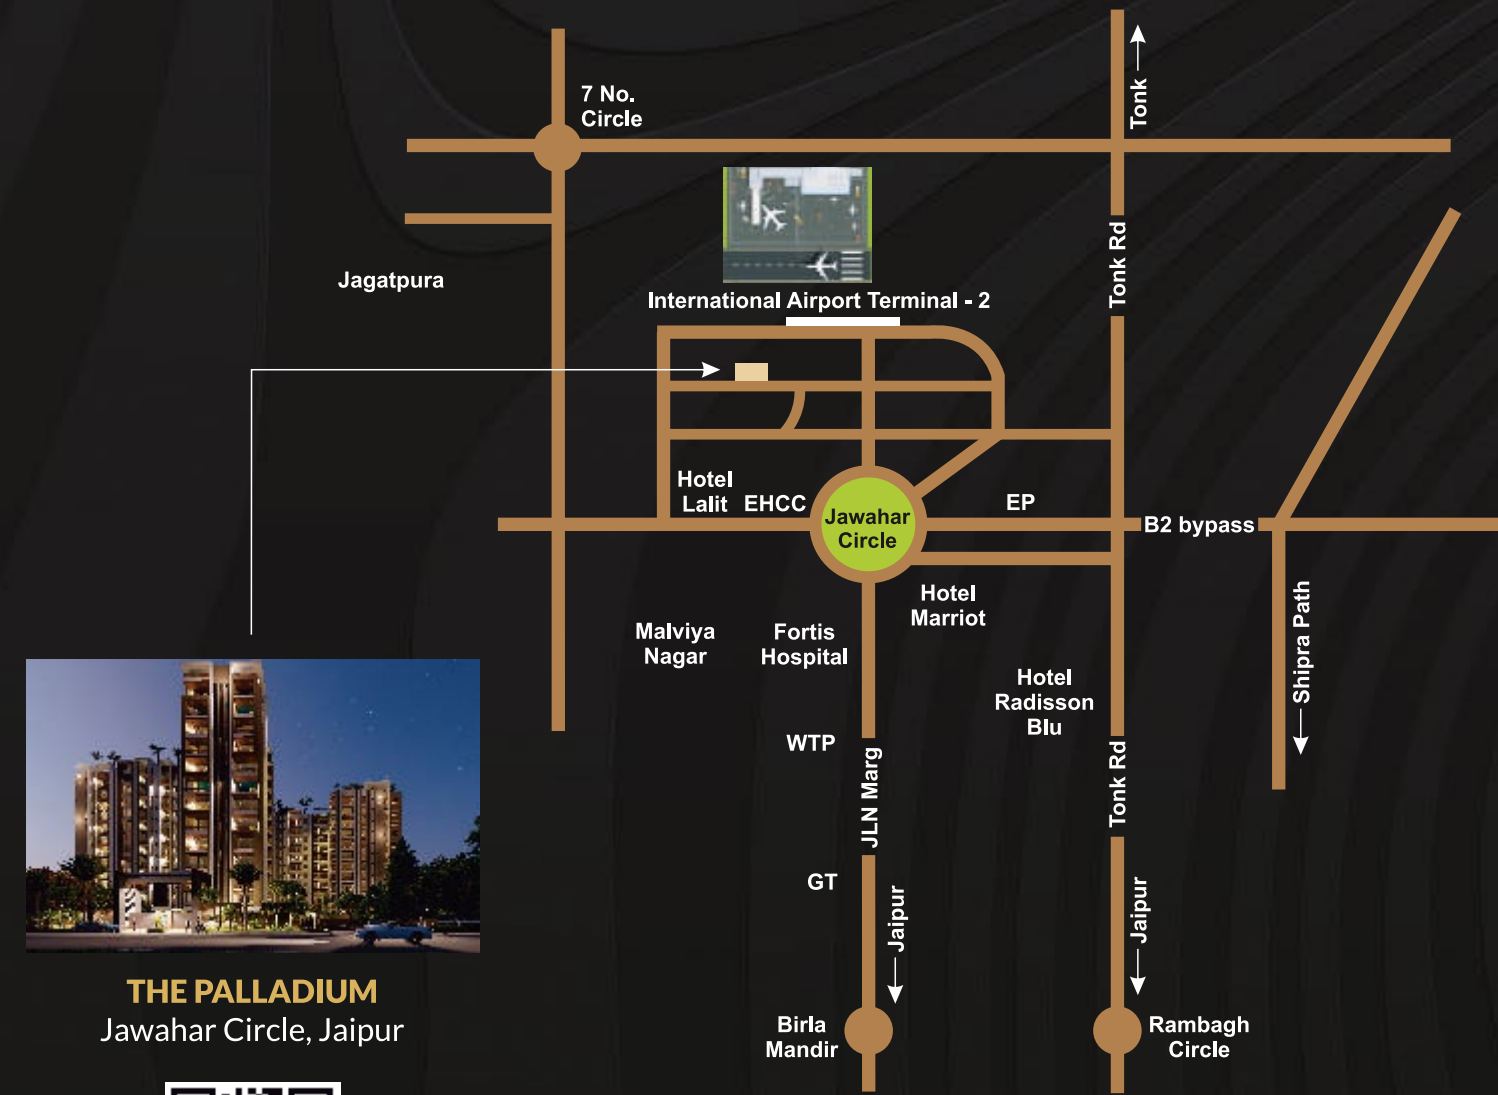 7 No.
Circle
Tonk
Tonk Rd
Jagatpura
International Airport Terminal - 2
Hotel
Lalit
EHCC
Jawahar
Circle
EP
B2 bypass
Hotel
Marriot
Malviya
Nagar
Fortis
Hospital
Shipra Path
Hotel
Radisson
Blu
WTP
JLN Marg
Tonk Rd
GT
Jaipur
Jaipur
THE PALLADIUM
Jawahar Circle, Jaipur
Birla
Mandir
Rambagh
Circle